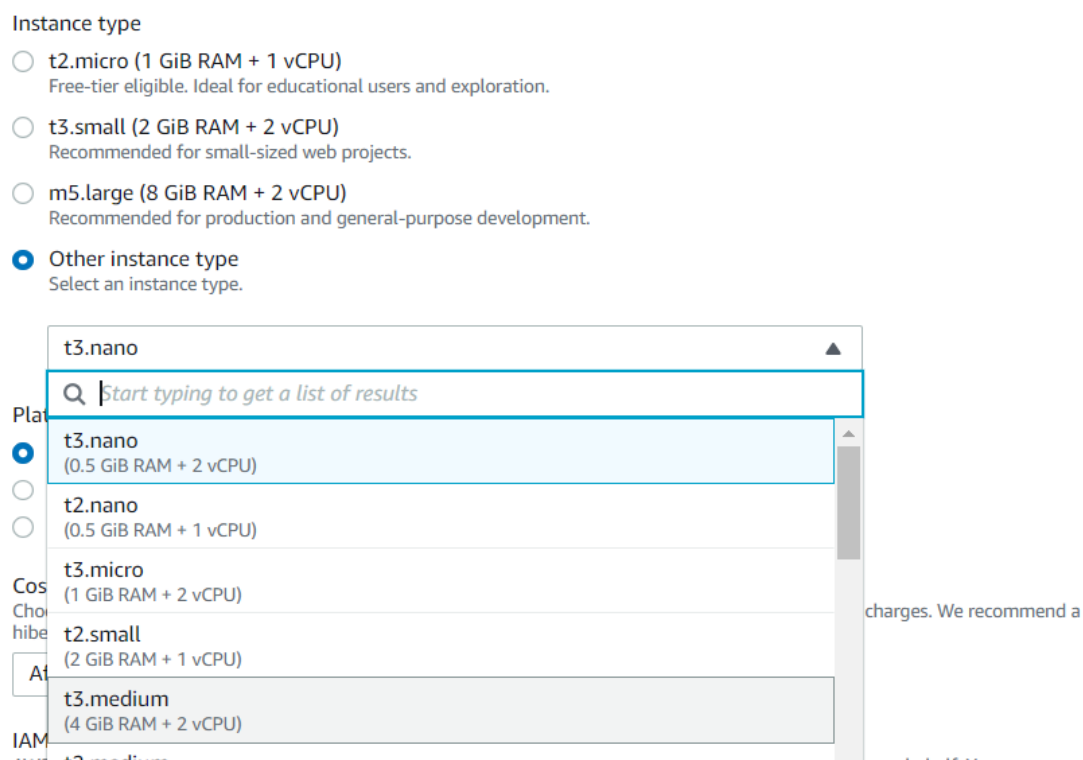 Instance type
t2.micro (1 GiB RAM + 1 vCPU)
Free-tier eligible. Ideal for educational users and exploration.
t3.small (2 GiB RAM + 2 vCPU)
Recommended for small-sized web projects.
m5.large (8 GiB RAM + 2 vCPU)
Recommended for production and general-purpose development.
Other instance type
Select an instance type.
t3.nano
Start typing to get a list of results
Plat
t3.nano
(0.5 GiB RAM + 2 vCPU)
t2.nano
(0.5 GiB RAM + 1 vCPU)
t3.micro
(1 GiB RAM + 2 vCPU)
Cos
Cho
charges. We recommend a
hibe
t2.small
(2 GiB RAM + 1 vCPU)
Af
t3.medium
(4 GiB RAM + 2 vCPU)
IAM